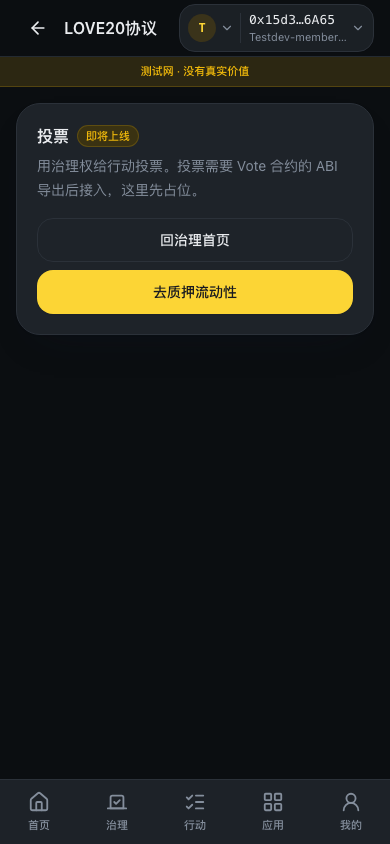 LOVE20协议
T
0x15d3…6A65
Testdev-member…
测试网 · 没有真实价值
投票 即将上线
用治理权给行动投票。投票需要 Vote 合约的 ABI
导出后接入，这里先占位。
回治理首页
去质押流动性
首页 治理 行动 应用 我的